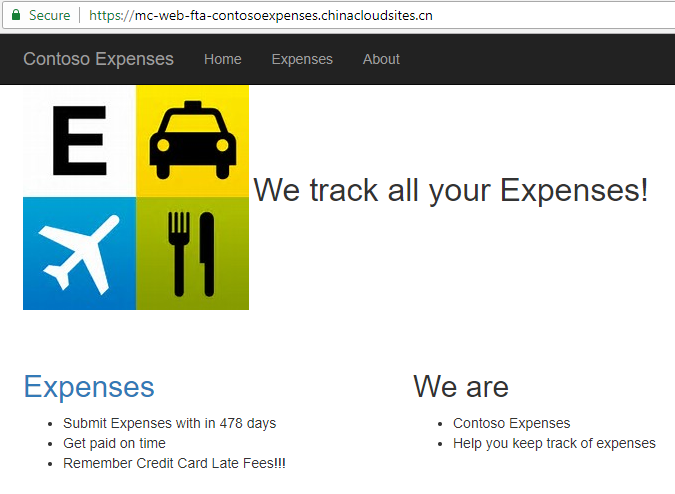 Secure https://mc-web-fta-contosoexpenses.chinacloudsites.cn
Contoso Expenses Home Expenses About
E
We track all your Expenses!
Expenses
Submit Expenses with in 478 days
Get paid on time
Remember Credit Card Late Fees!!!
We are
Contoso Expenses
Help you keep track of expenses